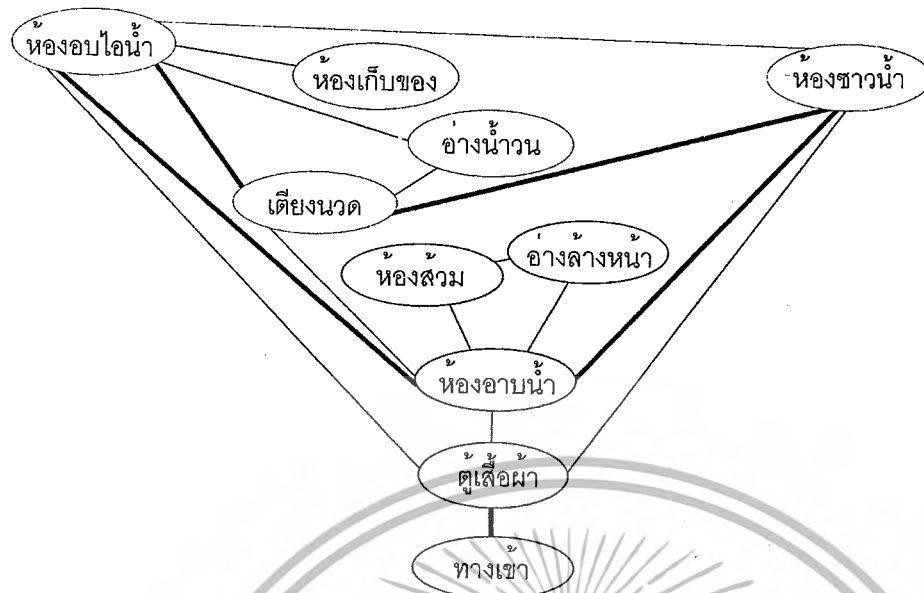 ห้องอบไอน้ำ
ห้องเก็บของ
ห้องซาวน้ำ
อ่างน้ำวน
เตียงนวด
อ่างล้างหน้า
ห้องส้วม
ห้องอาบน้ำ
ตู้เสื้อผ้า
ทางเข้า